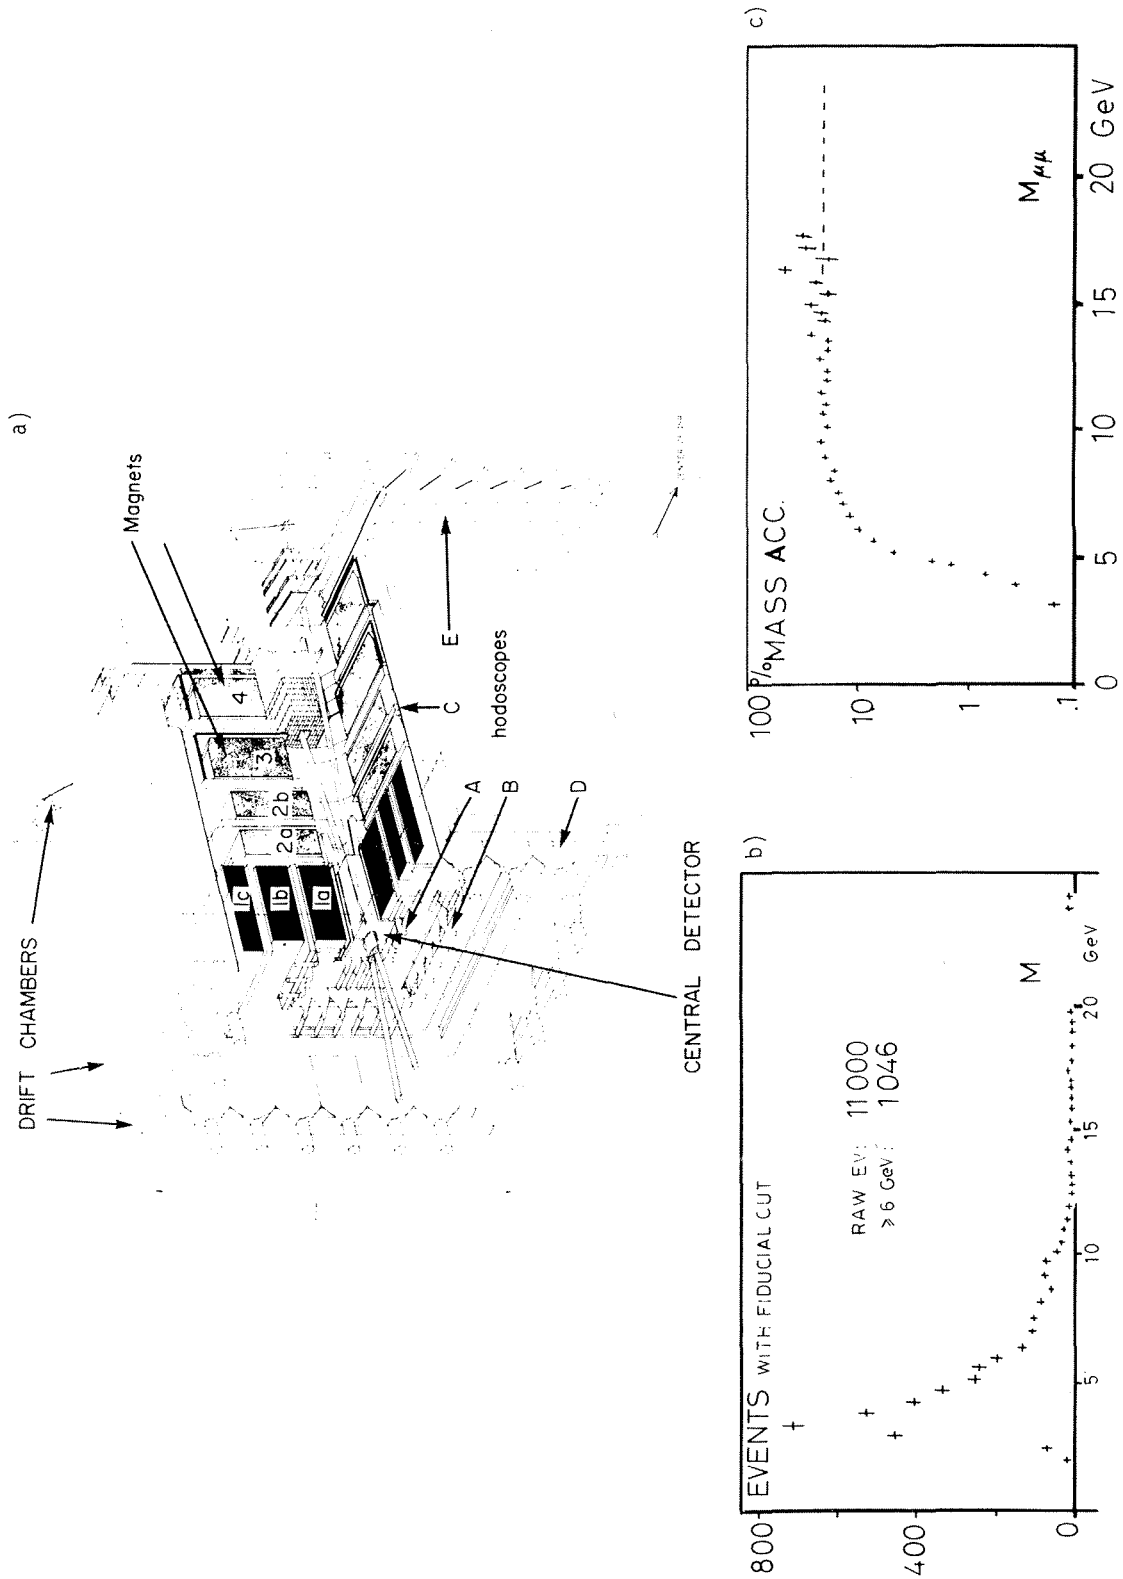 a)
DRIFT CHAMBERS
Magnets
1c
1b
1a
2a
2b
3
4
A
B
C
D
E
hodoscopes
CENTRAL DETECTOR
b)
EVENTS WITH FIDUCIAL CUT
RAW EV: 11000
≥ 6 GeV: 1046
800
400
0
5
10
15
20
M
GeV
c)
% MASS ACC.
100
10
1
.1
0
5
10
15
20 GeV
Mμμ